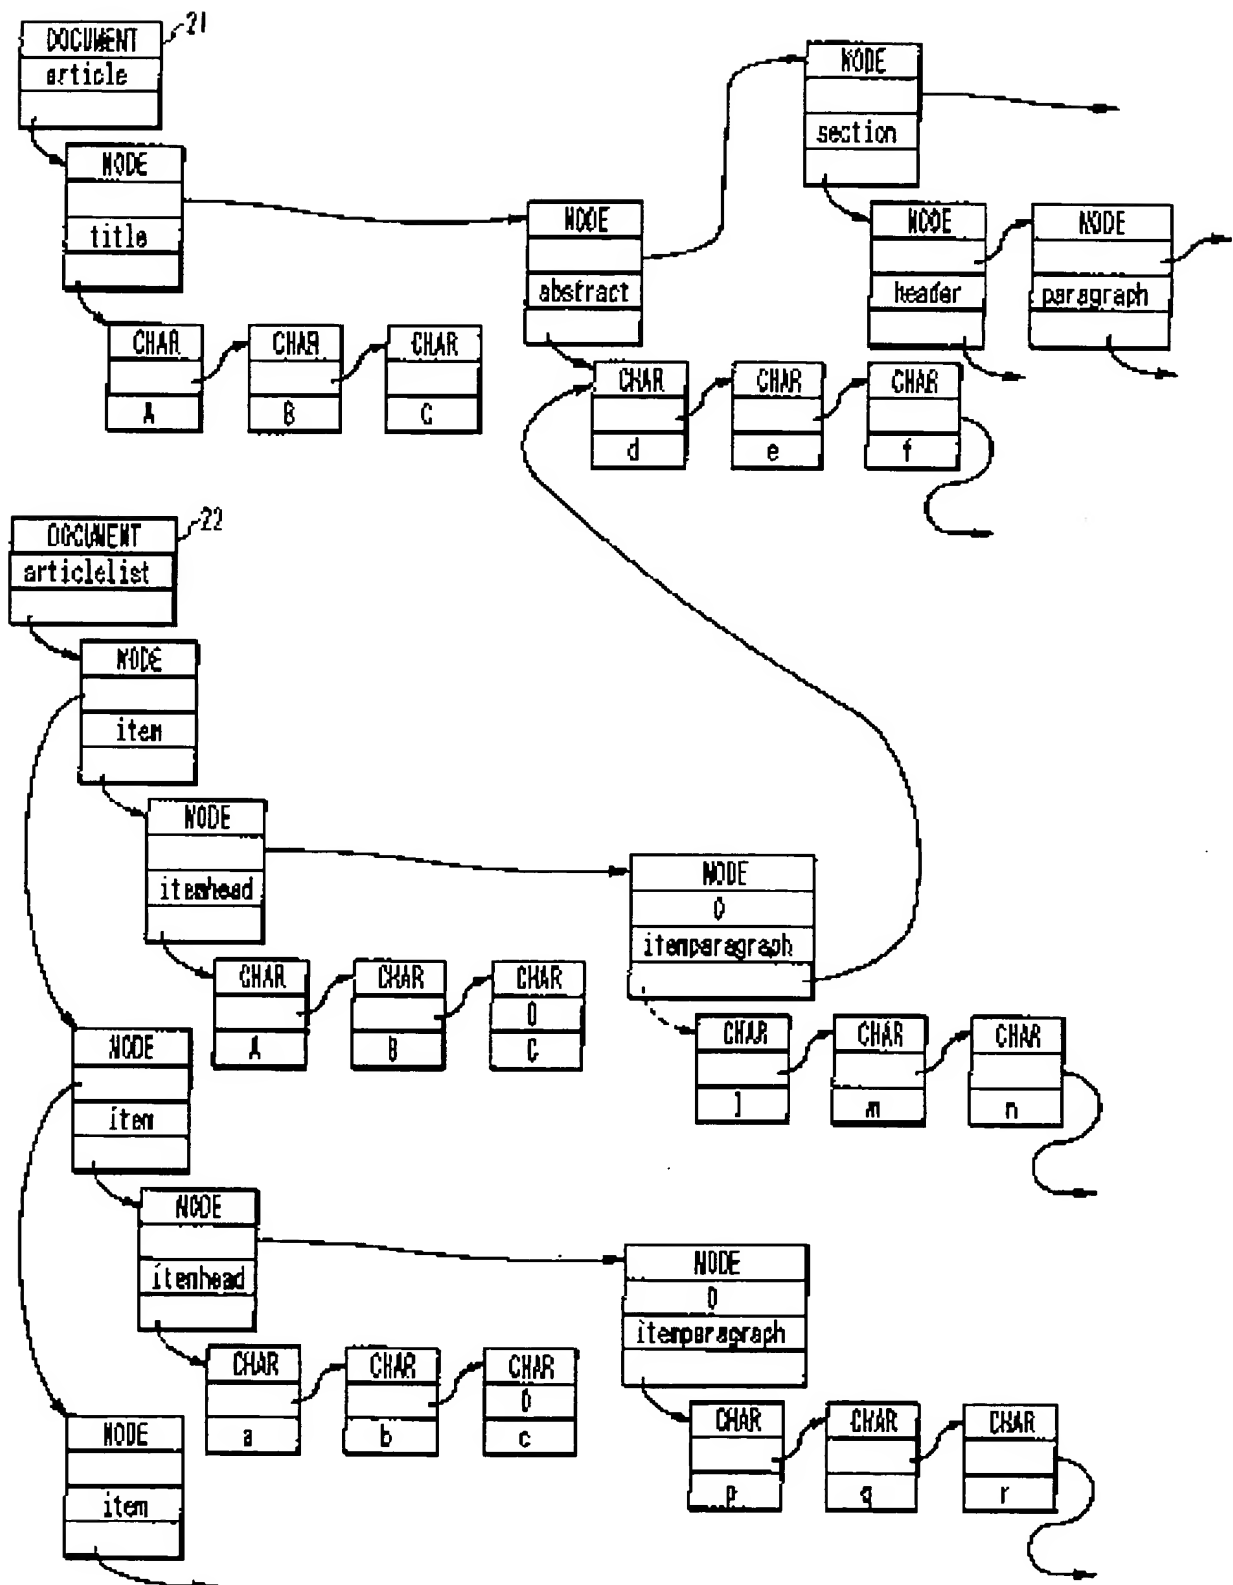 21
DOCUMENT
article
NODE
title
CHAR
A
CHAR
B
CHAR
C
NODE
abstract
CHAR
d
CHAR
e
CHAR
f
NODE
section
NODE
header
NODE
paragraph
22
DOCUMENT
articlelist
NODE
item
NODE
itemhead
CHAR
A
CHAR
B
CHAR
0
C
NODE
0
itemparagraph
CHAR
l
CHAR
m
CHAR
n
NODE
item
NODE
itemhead
CHAR
a
CHAR
b
CHAR
0
c
NODE
0
itemparagraph
CHAR
p
CHAR
q
CHAR
r
NODE
item